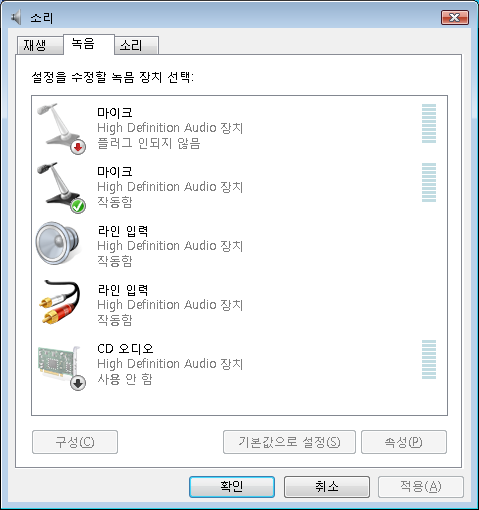 소리
재생 녹음 소리
설정을 수정할 녹음 장치 선택:
마이크
High Definition Audio 장치
플러그 인되지 않음
마이크
High Definition Audio 장치
작동함
라인 입력
High Definition Audio 장치
작동함
라인 입력
High Definition Audio 장치
작동함
CD 오디오
High Definition Audio 장치
사용 안 함
구성(C) 기본값으로 설정(S) 속성(P)
확인 취소 적용(A)